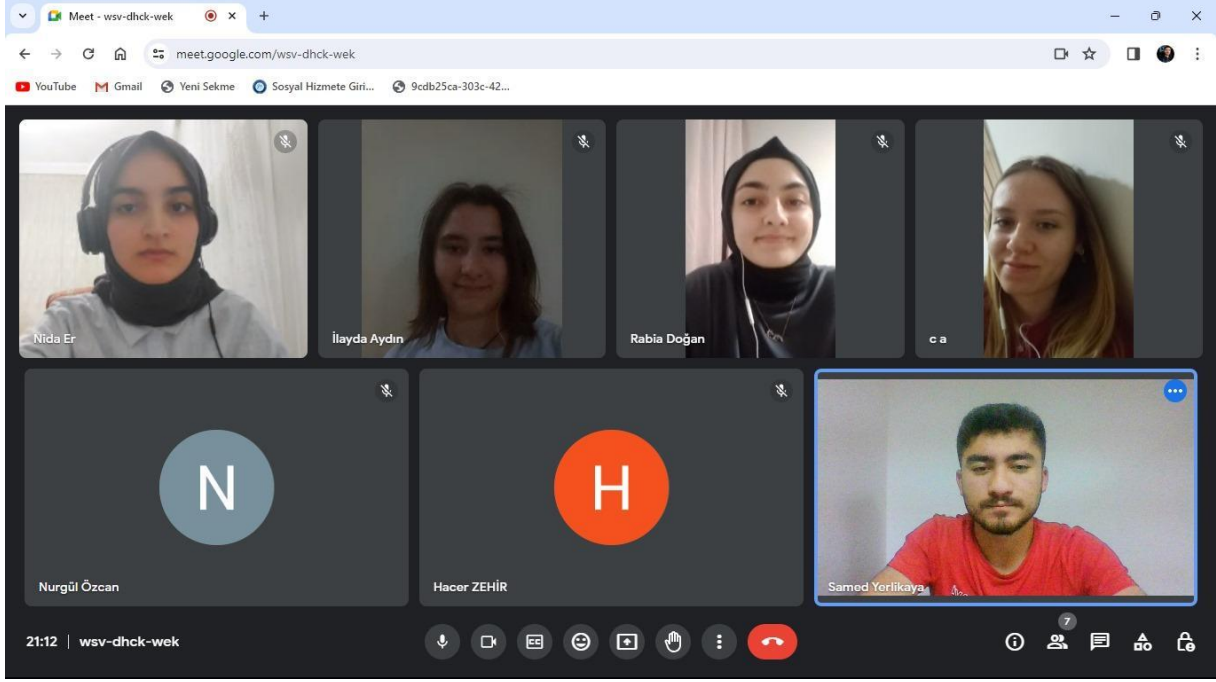 Meet - wsv-dhck-wek
meet.google.com/wsv-dhck-wek
YouTube Gmail Yeni Sekme Sosyal Hizmete Giri... 9cdb25ca-303c-42...
Nida Er
İlayda Aydın
Rabia Doğan
c a
N
H
Nurgül Özcan
Hacer ZEHİR
Samed Yerlikaya
7
21:12 | wsv-dhck-wek
CC